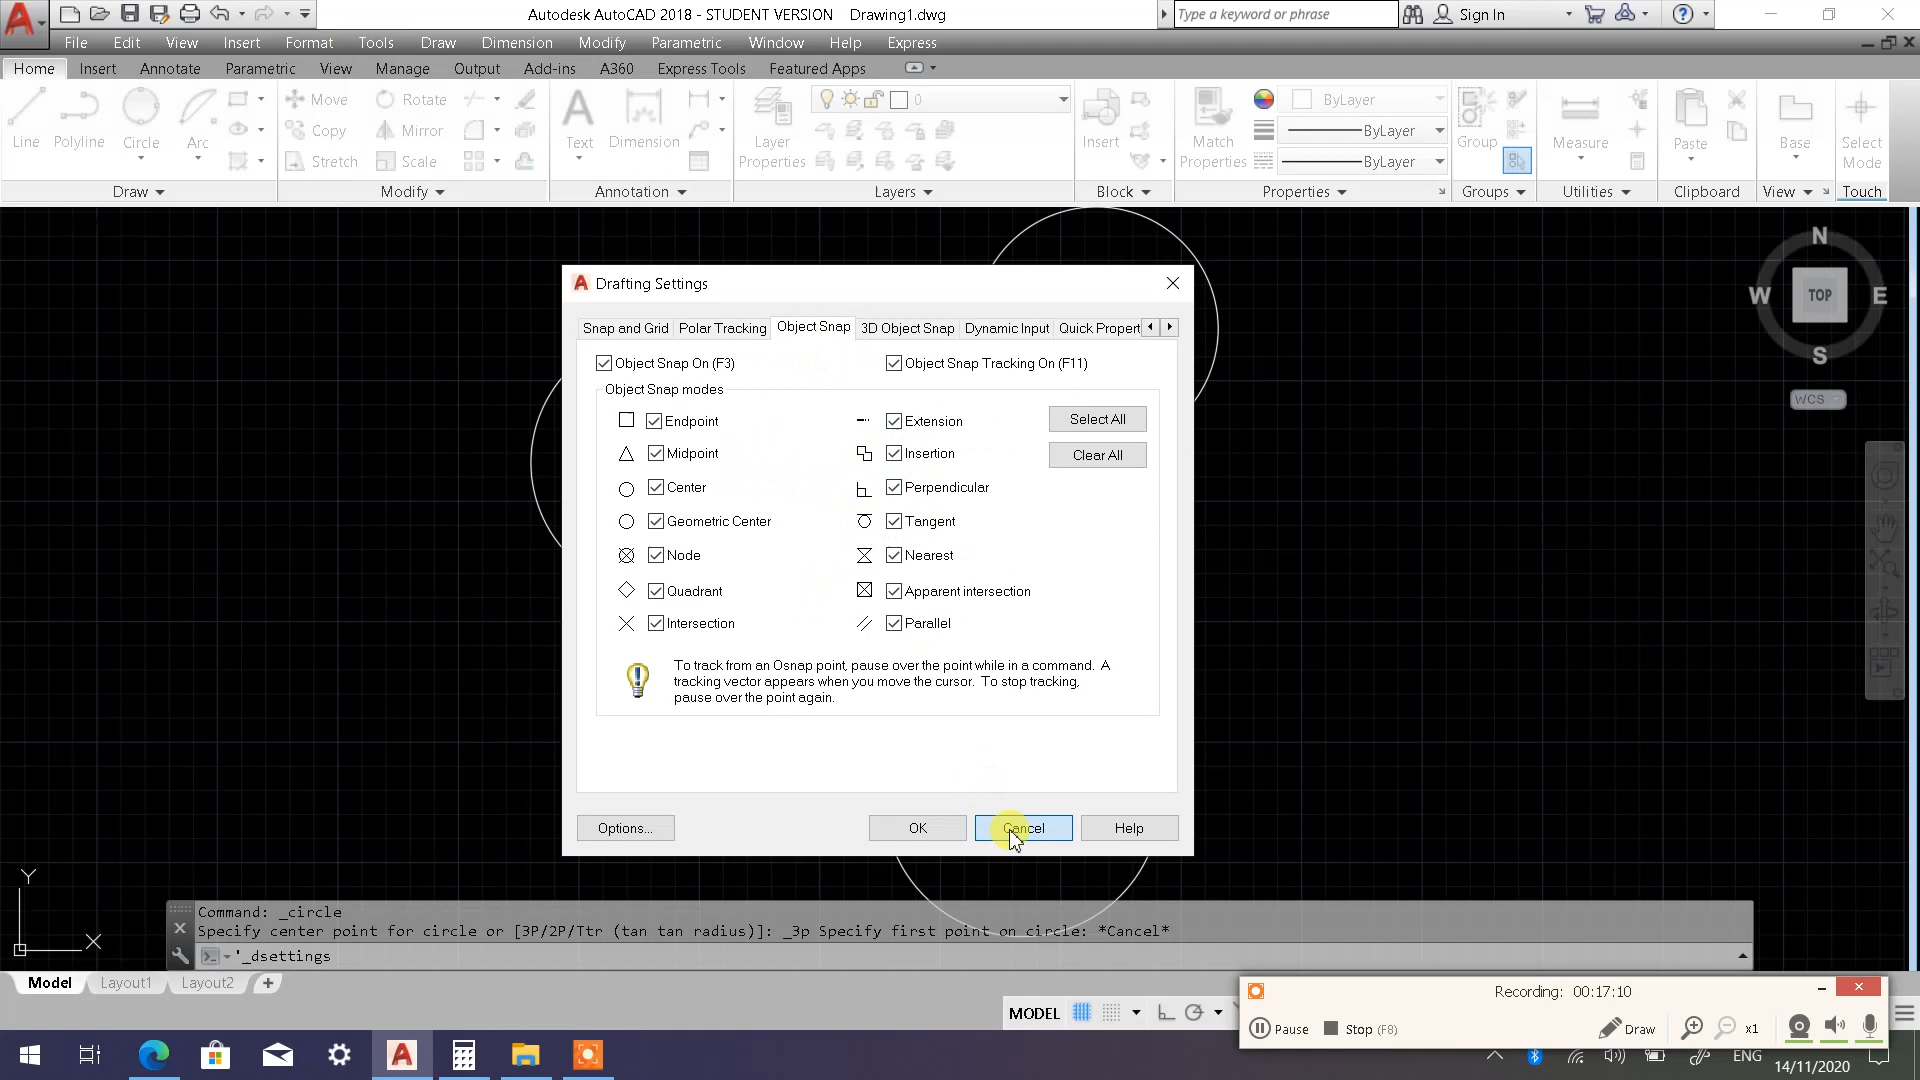 Autodesk AutoCAD 2018 - STUDENT VERSION Drawing1.dwg
Type a keyword or phrase
Sign In
File Edit View Insert Format Tools Draw Dimension Modify Parametric Window Help Express
Home Insert Annotate Parametric View Manage Output Add-ins A360 Express Tools Featured Apps
Line Polyline Circle Arc
Move Rotate
Copy Mirror
Stretch Scale
Text Dimension
Layer
Properties
0
Insert
Match
Properties
ByLayer
ByLayer
ByLayer
Group
Measure
Paste
Base
Select
Mode
Draw Modify Annotation Layers Block Properties Groups Utilities Clipboard View Touch
N
W TOP E
S
WCS
Drafting Settings
Snap and Grid Polar Tracking Object Snap 3D Object Snap Dynamic Input Quick Propert
Object Snap On (F3) Object Snap Tracking On (F11)
Object Snap modes
Endpoint Extension Select All
Midpoint Insertion Clear All
Center Perpendicular
Geometric Center Tangent
Node Nearest
Quadrant Apparent intersection
Intersection Parallel
To track from an Osnap point, pause over the point while in a command. A
tracking vector appears when you move the cursor. To stop tracking,
pause over the point again.
Options... OK Cancel Help
Y
X
Command: _circle
Specify center point for circle or [3P/2P/Ttr (tan tan radius)]: _3p Specify first point on circle: *Cancel*
'_dsettings
Model Layout1 Layout2 +
MODEL
Recording: 00:17:10
Pause Stop (F8) Draw x1
ENG
14/11/2020